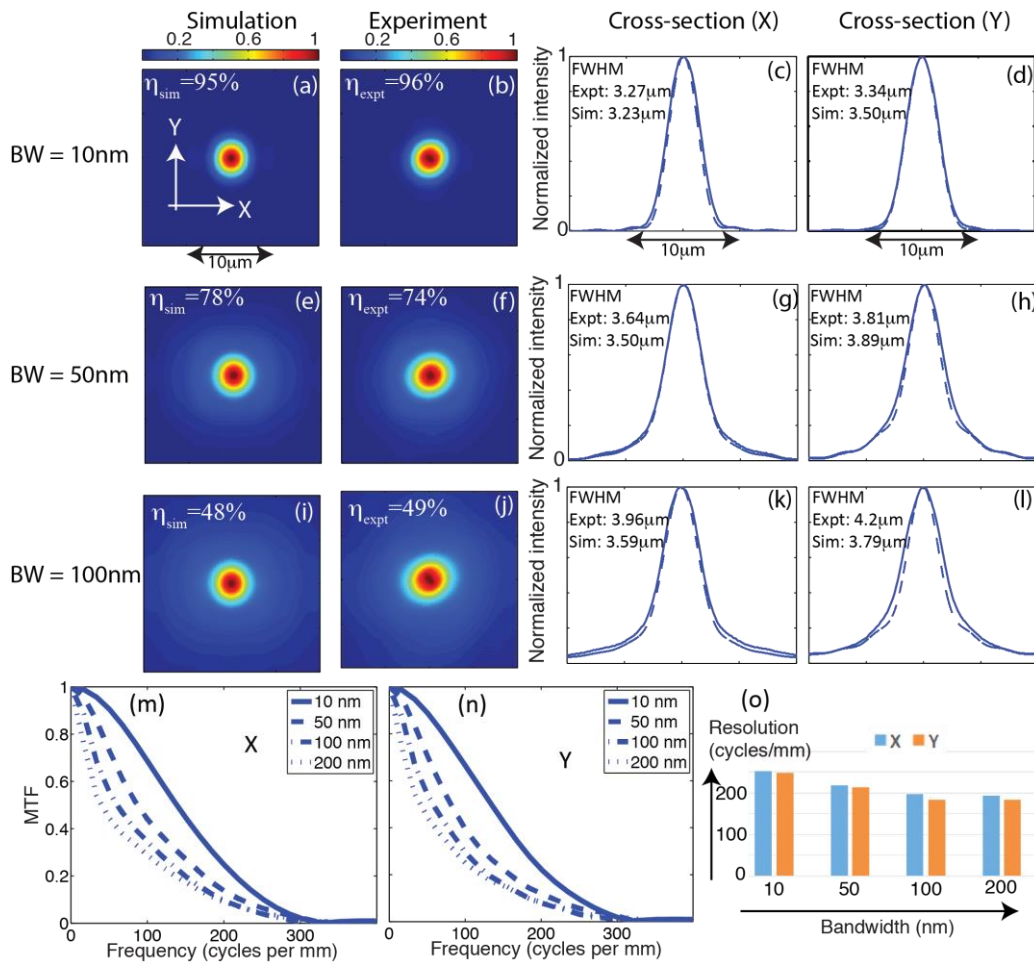 Simulation
Experiment
Cross-section (X)
Cross-section (Y)
0.2 0.6 1
0.2 0.6 1
BW = 10nm
ηsim=95%
(a)
Y
X
10μm
ηexpt=96%
(b)
Normalized intensity
1
0
FWHM
Expt: 3.27μm
Sim: 3.23μm
(c)
10μm
FWHM
Expt: 3.34μm
Sim: 3.50μm
(d)
10μm
BW = 50nm
ηsim=78%
(e)
ηexpt=74%
(f)
Normalized intensity
1
0
FWHM
Expt: 3.64μm
Sim: 3.50μm
(g)
FWHM
Expt: 3.81μm
Sim: 3.89μm
(h)
BW = 100nm
ηsim=48%
(i)
ηexpt=49%
(j)
Normalized intensity
1
0
FWHM
Expt: 3.96μm
Sim: 3.59μm
(k)
FWHM
Expt: 4.2μm
Sim: 3.79μm
(l)
MTF
1
0.8
0.6
0.4
0.2
0
(m)
X
10 nm
50 nm
100 nm
200 nm
0 100 200 300
Frequency (cycles per mm)
(n)
Y
10 nm
50 nm
100 nm
200 nm
0 100 200 300
Frequency (cycles per mm)
(o)
Resolution
(cycles/mm)
X Y
200
100
0
10 50 100 200
Bandwidth (nm)